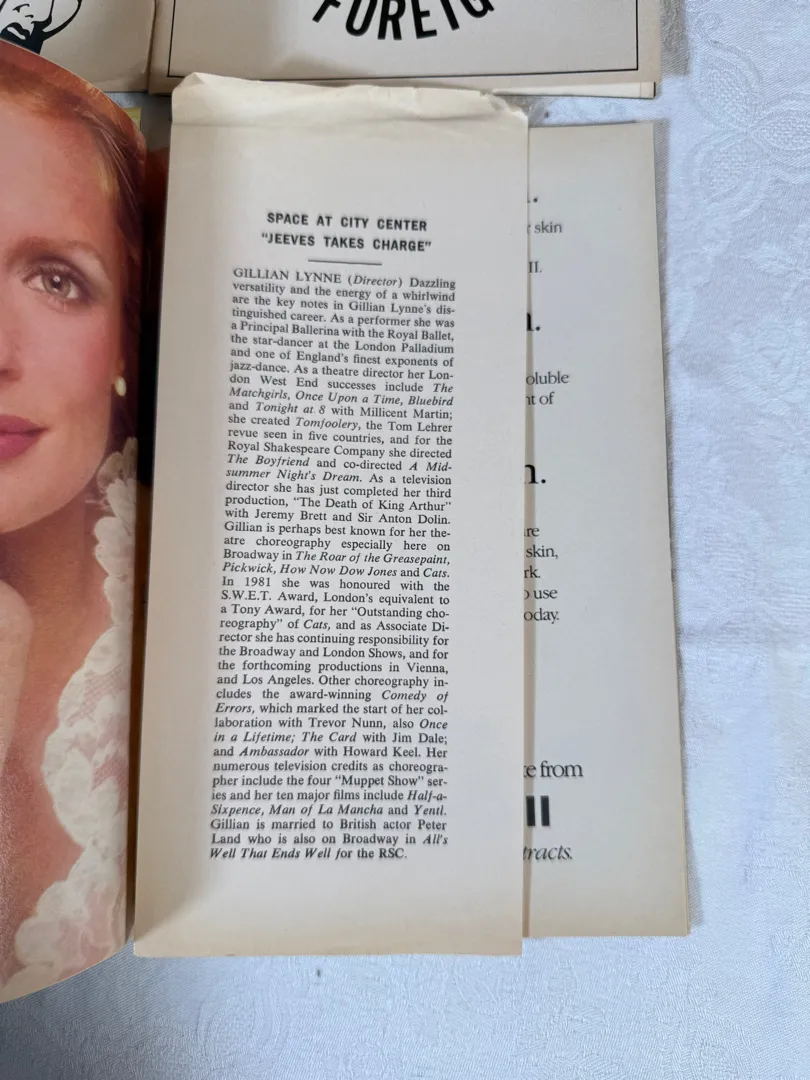 FOREIG
SPACE AT CITY CENTER
"JEEVES TAKES CHARGE"
GILLIAN LYNNE (Director) Dazzling
versatility and the energy of a whirlwind
are the key notes in Gillian Lynne's dis-
tinguished career. As a performer she was
a Principal Ballerina with the Royal Ballet,
the star-dancer at the London Palladium
and one of England's finest exponents of
jazz-dance. As a theatre director her Lon-
don West End successes include The
Matchgirls, Once Upon a Time, Bluebird
and Tonight at 8 with Millicent Martin;
she created Tomfoolery, the Tom Lehrer
revue seen in five countries, and for the
Royal Shakespeare Company she directed
The Boyfriend and co-directed A Mid-
summer Night's Dream. As a television
director she has just completed her third
production, "The Death of King Arthur"
with Jeremy Brett and Sir Anton Dolin.
Gillian is perhaps best known for her the-
atre choreography especially here on
Broadway in The Roar of the Greasepaint,
Pickwick, How Now Dow Jones and Cats.
In 1981 she was honoured with the
S.W.E.T. Award, London's equivalent to
a Tony Award, for her "Outstanding cho-
reography" of Cats, and as Associate Di-
rector she has continuing responsibility for
the Broadway and London Shows, and for
the forthcoming productions in Vienna,
and Los Angeles. Other choreography in-
cludes the award-winning Comedy of
Errors, which marked the start of her col-
laboration with Trevor Nunn, also Once
in a Lifetime; The Card with Jim Dale;
and Ambassador with Howard Keel. Her
numerous television credits as choreogra-
pher include the four "Muppet Show" ser-
ies and her ten major films include Half-a-
Sixpence, Man of La Mancha and Yentl.
Gillian is married to British actor Peter
Land who is also on Broadway in All's
Well That Ends Well for the RSC.
skin
II.
oluble
t of
n.
re
skin,
rk.
use
oday.
e from
II
tracts.